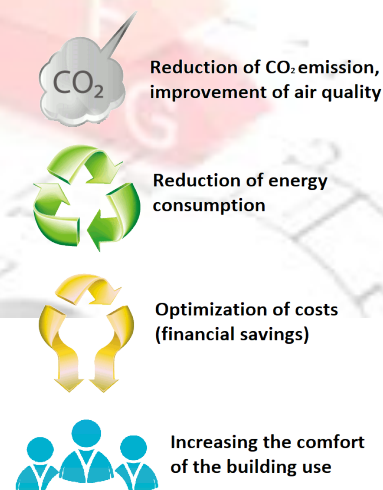 CO₂
Reduction of CO₂ emission,
improvement of air quality
G
Reduction of energy
consumption
Optimization of costs
(financial savings)
Increasing the comfort
of the building use